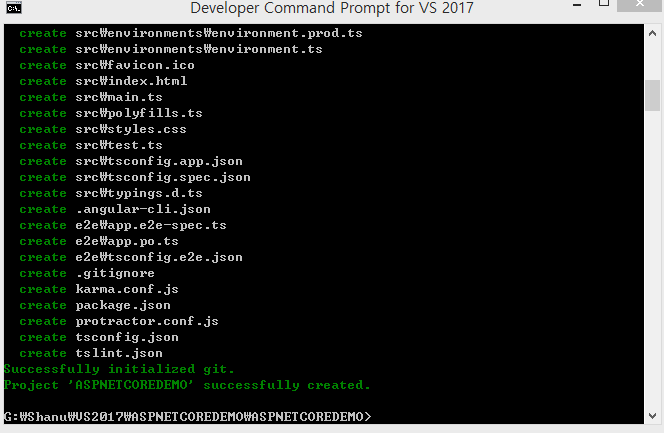 Developer Command Prompt for VS 2017
create src₩environments₩environment.prod.ts
create src₩environments₩environment.ts
create src₩favicon.ico
create src₩index.html
create src₩main.ts
create src₩polyfills.ts
create src₩styles.css
create src₩test.ts
create src₩tsconfig.app.json
create src₩tsconfig.spec.json
create src₩typings.d.ts
create .angular-cli.json
create e2e₩app.e2e-spec.ts
create e2e₩app.po.ts
create e2e₩tsconfig.e2e.json
create .gitignore
create karma.conf.js
create package.json
create protractor.conf.js
create tsconfig.json
create tslint.json
Successfully initialized git.
Project 'ASPNETCOREDEMO' successfully created.
G:₩Shanu₩VS2017₩ASPNETCOREDEMO₩ASPNETCOREDEMO>